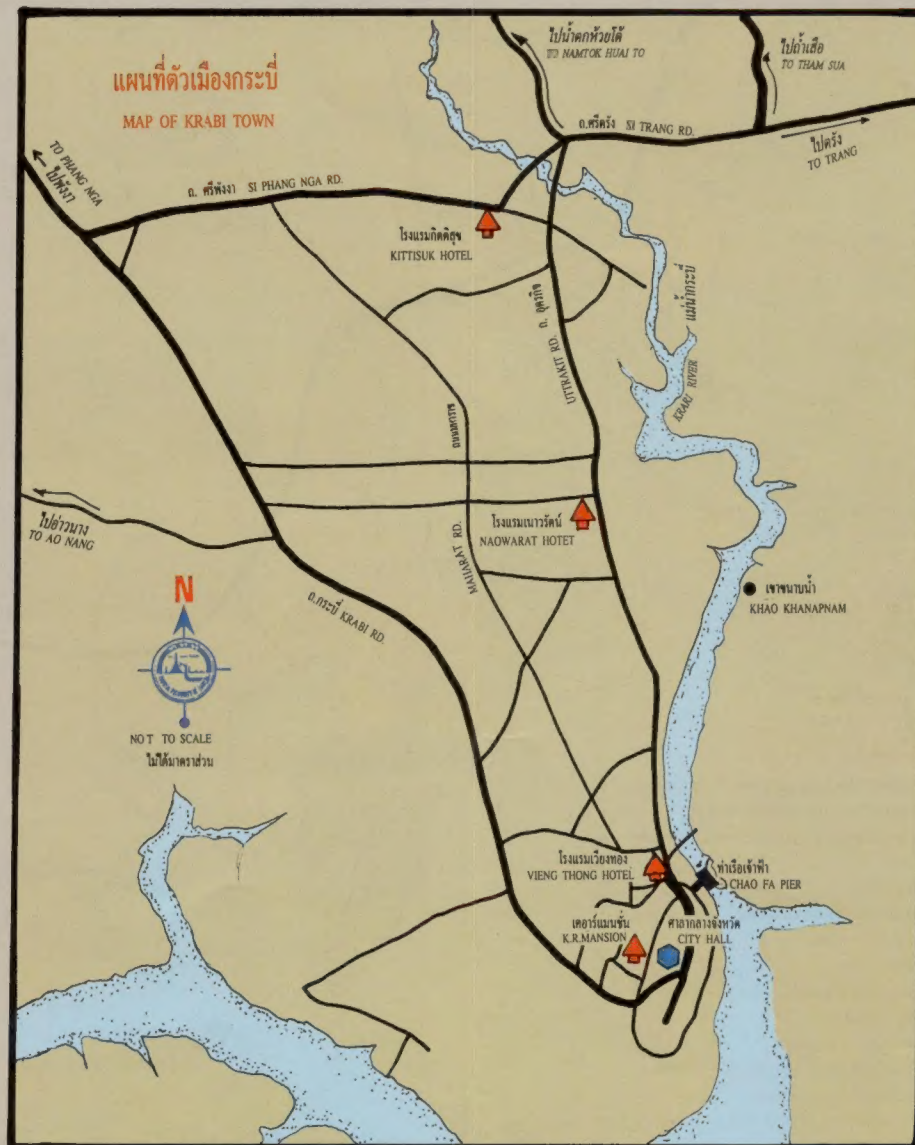 แผนที่ตัวเมืองกระบี่
MAP OF KRABI TOWN
ไปน้ำตกห้วยโต้
TO NAMTOK HUAI TO
ไปถ้ำเสือ
TO THAM SUA
ถ.ศรีตรัง SI TRANG RD.
ไปตรัง
TO TRANG
TO PHANG NGA
ไปพังงา
ถ. ศรีพังงา SI PHANG NGA RD.
โรงแรมกิตติสุข
KITTISUK HOTEL
แม่น้ำกระบี่
KRABI RIVER
UTTRAKIT RD. ถ. อุตรกิจ
MAHARAT RD.
ไปอ่าวนาง
TO AO NANG
โรงแรมเนาวรัตน์
NAOWARAT HOTET
เขาขนาบน้ำ
KHAO KHANAPNAM
ถ.กระบี่ KRABI RD.
N
NOT TO SCALE
ไม่ได้มาตราส่วน
โรงแรมเวียงทอง
VIENG THONG HOTEL
ท่าเรือเจ้าฟ้า
CHAO FA PIER
เคอาร์แมนชั่น
K.R.MANSION
ศาลากลางจังหวัด
CITY HALL